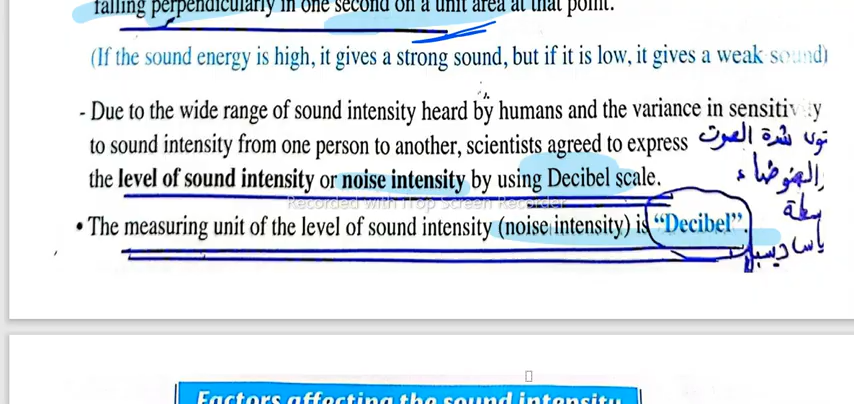 falling perpendicularly in one second on a unit area at that point.
(If the sound energy is high, it gives a strong sound, but if it is low, it gives a weak sound)
- Due to the wide range of sound intensity heard by humans and the variance in sensitivity
to sound intensity from one person to another, scientists agreed to express
the level of sound intensity or noise intensity by using Decibel scale.
شدة الصوت
الضوضاء
Recorded with iTop Screen Recorder
• The measuring unit of the level of sound intensity (noise intensity) is “Decibel”.
Factors affecting the sound intensity